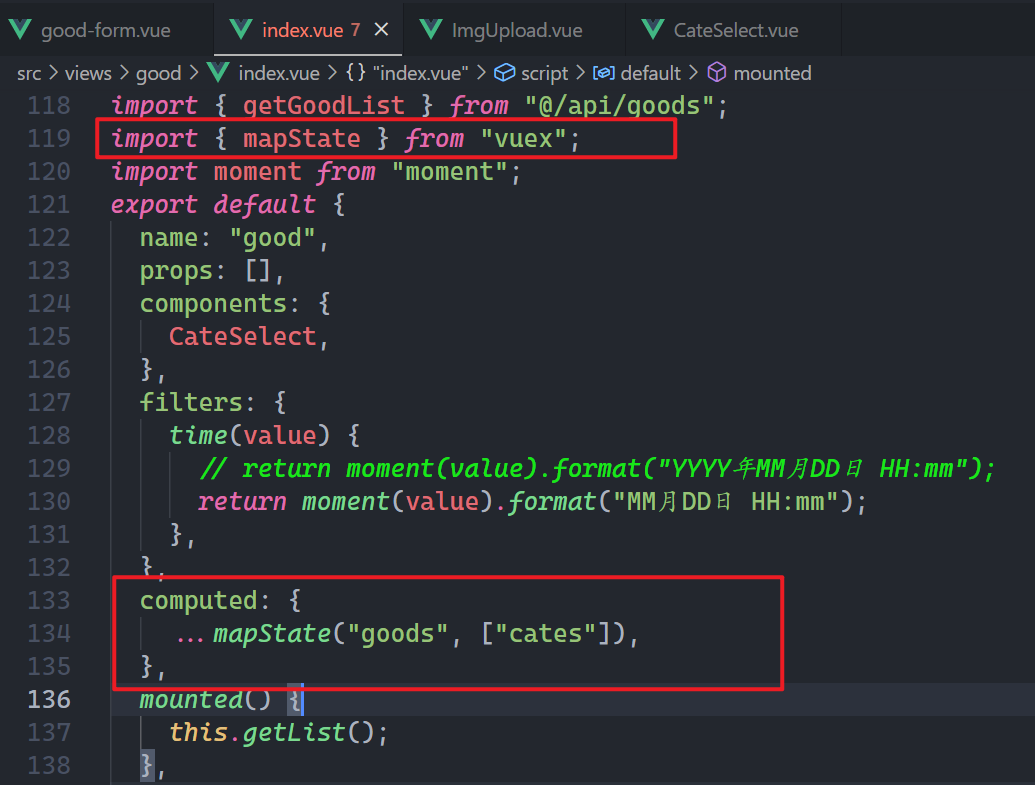 good-form.vue index.vue 7 ImgUpload.vue CateSelect.vue
src > views > good > index.vue > {} "index.vue" > script > default > mounted
118 import { getGoodList } from "@/api/goods";
119 import { mapState } from "vuex";
120 import moment from "moment";
121 export default {
122 name: "good",
123 props: [],
124 components: {
125 CateSelect,
126 },
127 filters: {
128 time(value) {
129 // return moment(value).format("YYYY年MM月DD日 HH:mm");
130 return moment(value).format("MM月DD日 HH:mm");
131 },
132 },
133 computed: {
134 ...mapState("goods", ["cates"]),
135 },
136 mounted() {
137 this.getList();
138 },